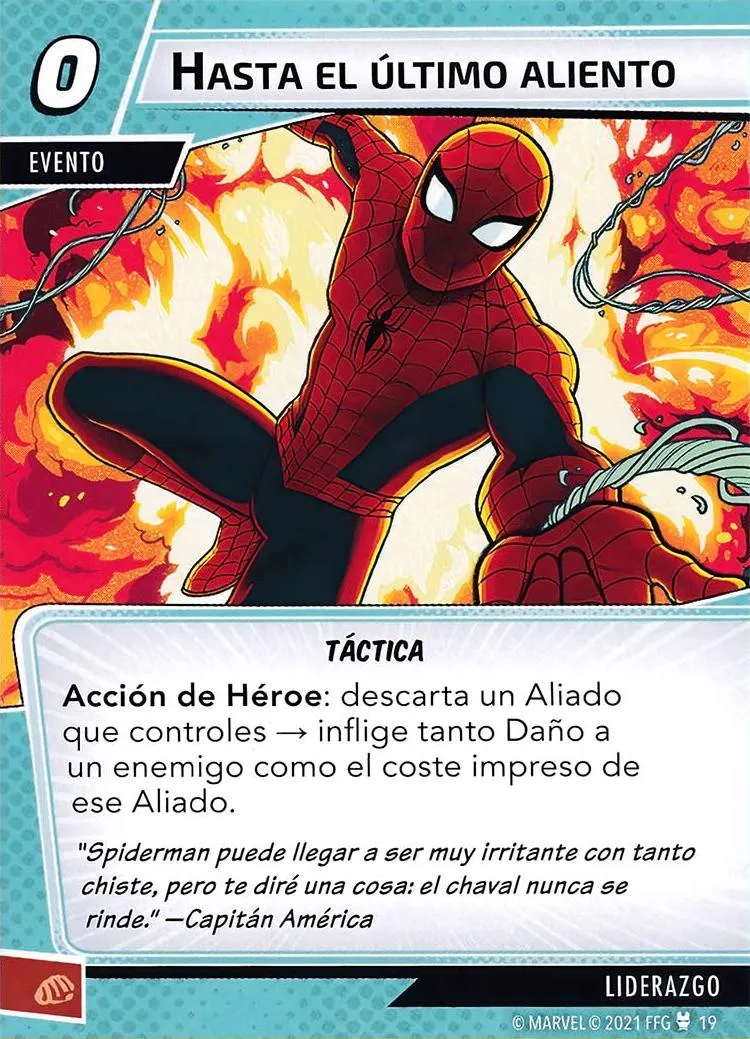 0
HASTA EL ÚLTIMO ALIENTO
EVENTO
TÁCTICA
Acción de Héroe: descarta un Aliado
que controles → inflige tanto Daño a
un enemigo como el coste impreso de
ese Aliado.
"Spiderman puede llegar a ser muy irritante con tanto
chiste, pero te diré una cosa: el chaval nunca se
rinde." —Capitán América
LIDERAZGO
© MARVEL © 2021 FFG 19